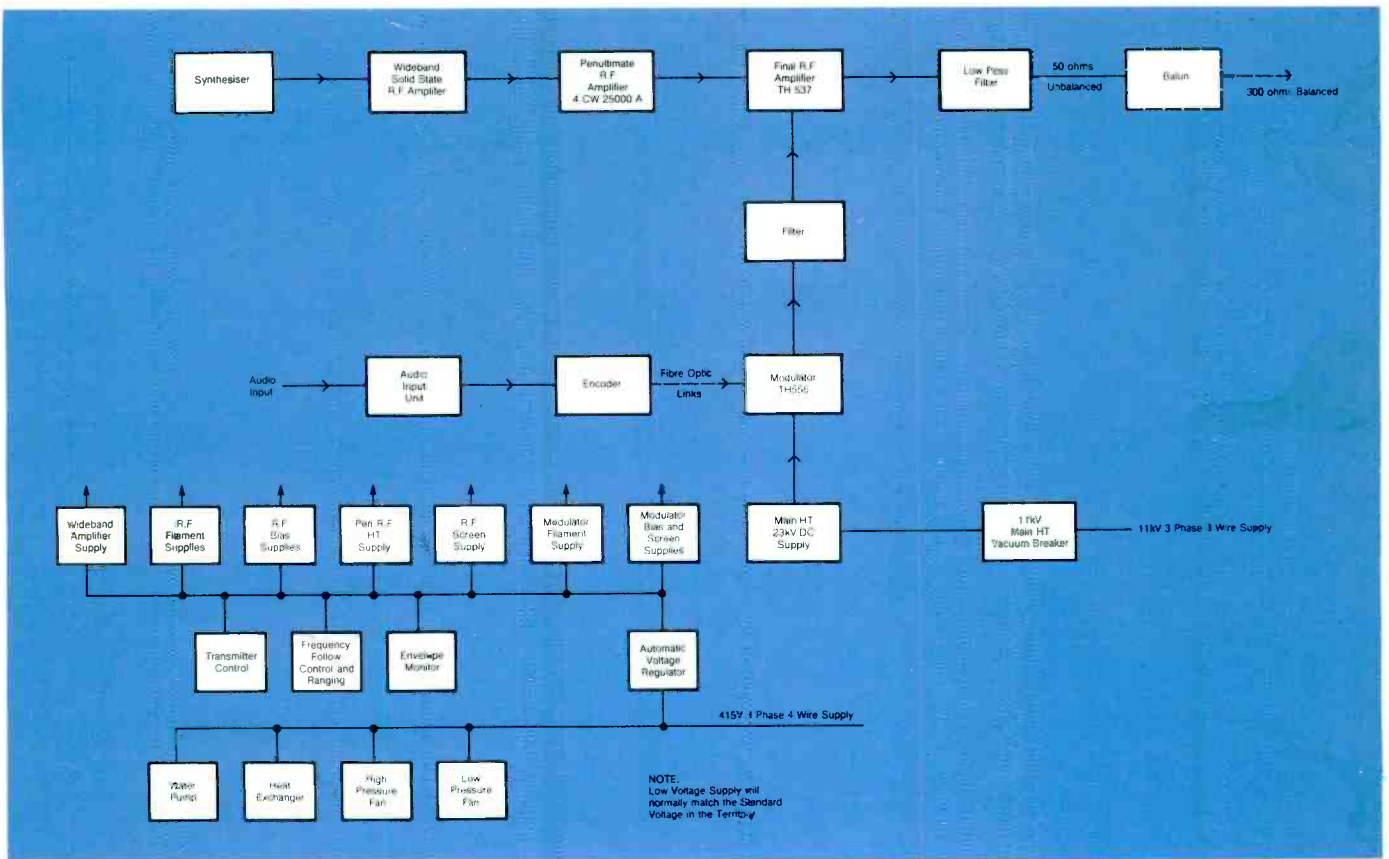 Synthesiser
Wideband
Solid State
R.F Amplifer
Penultimate
R.F
Amplifier
4 CW 25000 A
Final R.F
Amplifier
TH 537
Low Pass
Filter
50 ohms
Unbalanced
Balun
300 ohms Balanced
Filter
Audio
Input
Audio
Input
Unit
Encoder
Fibre Optic
Links
Modulator
TH555
Wideband
Amplifier
Supply
R.F
Filament
Supplies
R.F
Bias
Supplies
Pen R.F
HT
Supply
R.F
Screen
Supply
Modulator
Filament
Supply
Modulator
Bias and
Screen
Supplies
Main HT
23kV DC
Supply
11kV
Main HT
Vacuum Breaker
11kV 3 Phase 3 Wire Supply
Transmitter
Control
Frequency
Follow
Control and
Ranging
Envelope
Monitor
Automatic
Voltage
Regulator
415V 3 Phase 4 Wire Supply
Water
Pump
Heat
Exchanger
High
Pressure
Fan
Low
Pressure
Fan
NOTE:
Low Voltage Supply will
normally match the Standard
Voltage in the Territory